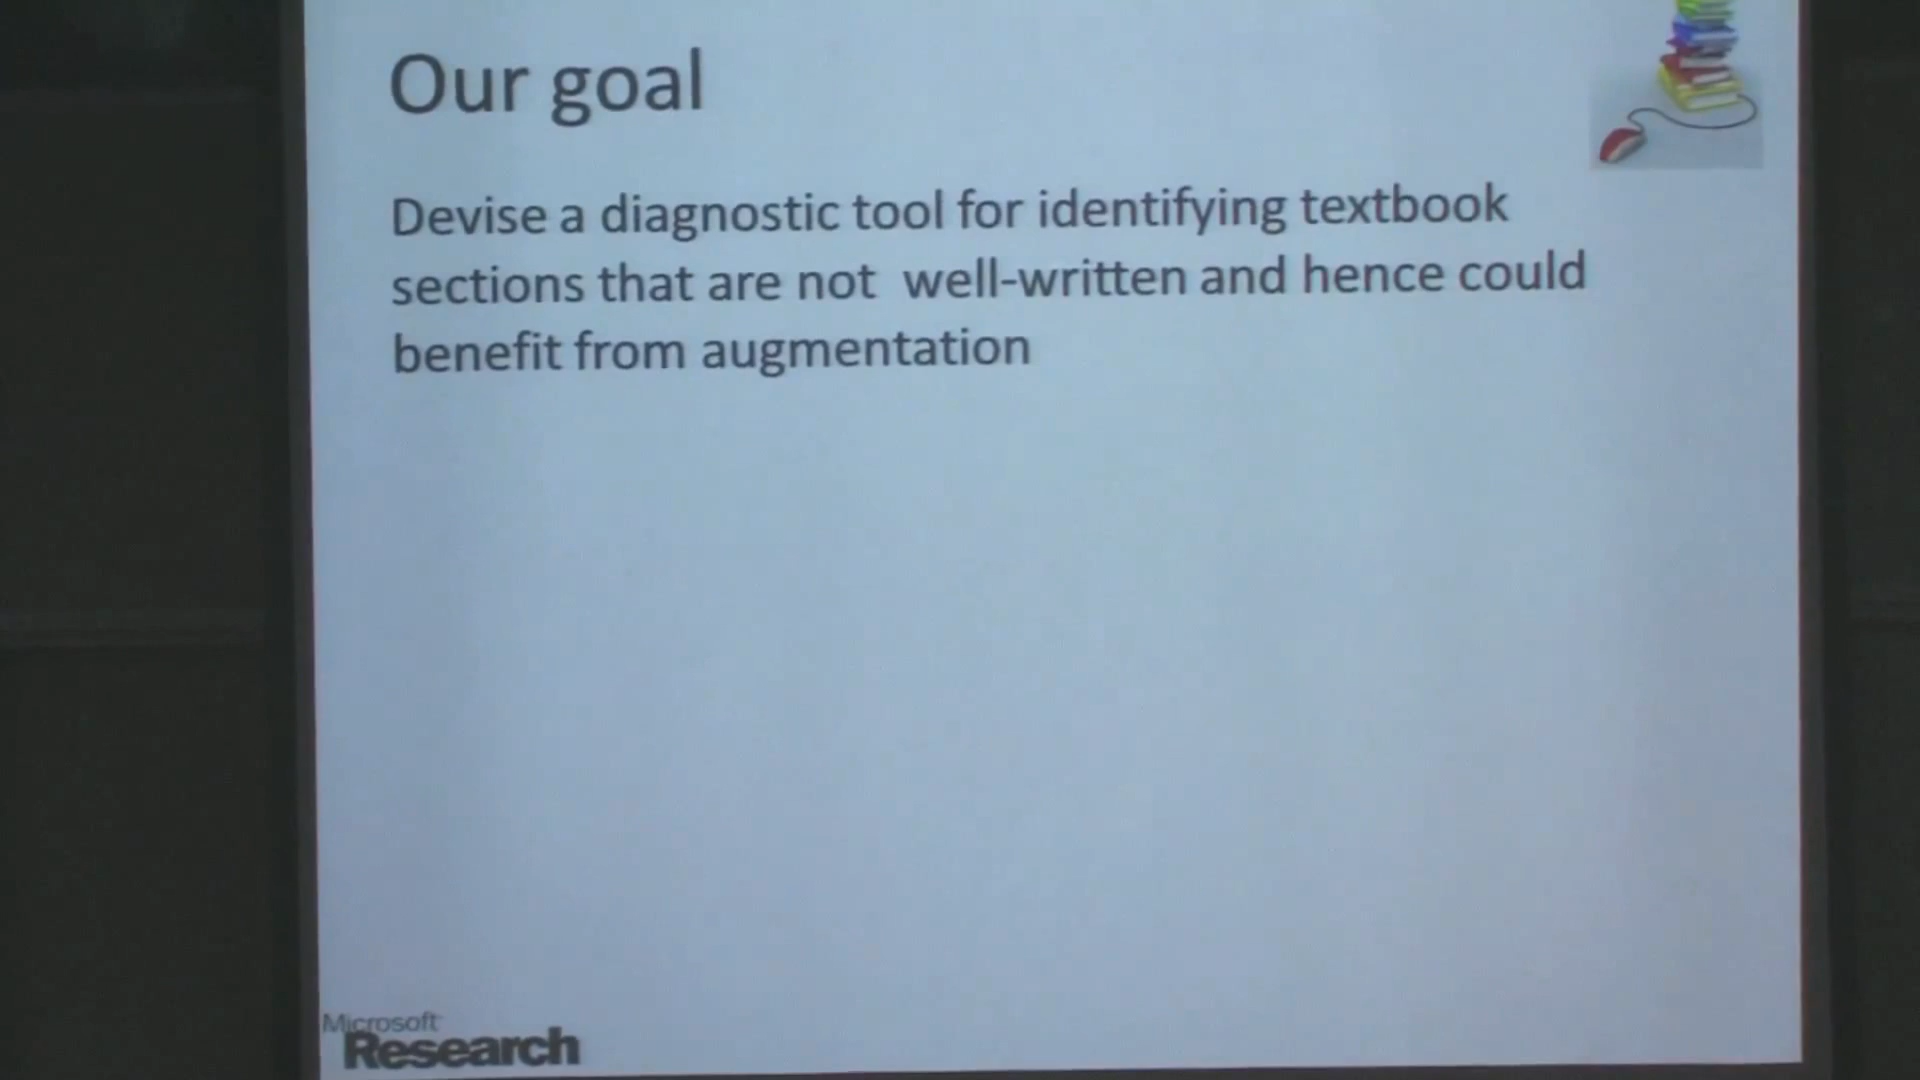 Our goal
Devise a diagnostic tool for identifying textbook
sections that are not  well-written and hence could
benefit from augmentation
Microsoft
Research